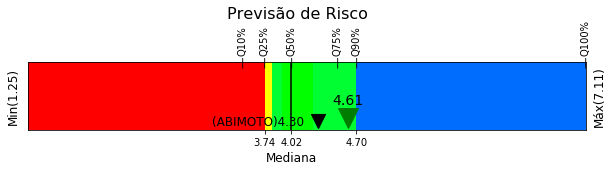 Previsão de Risco
Q10%
Q25%
Q50%
Q75%
Q90%
Q100%
Min(1.25)
Máx(7.11)
4.61
(ABIMOTO)4.30
3.74
4.02
4.70
Mediana